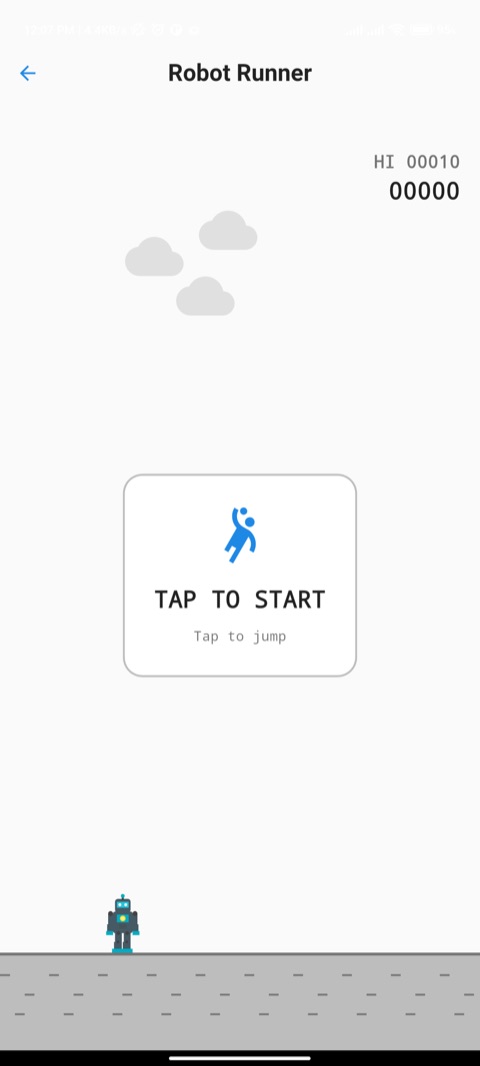 Robot Runner
HI 00010
00000
TAP TO START
Tap to jump